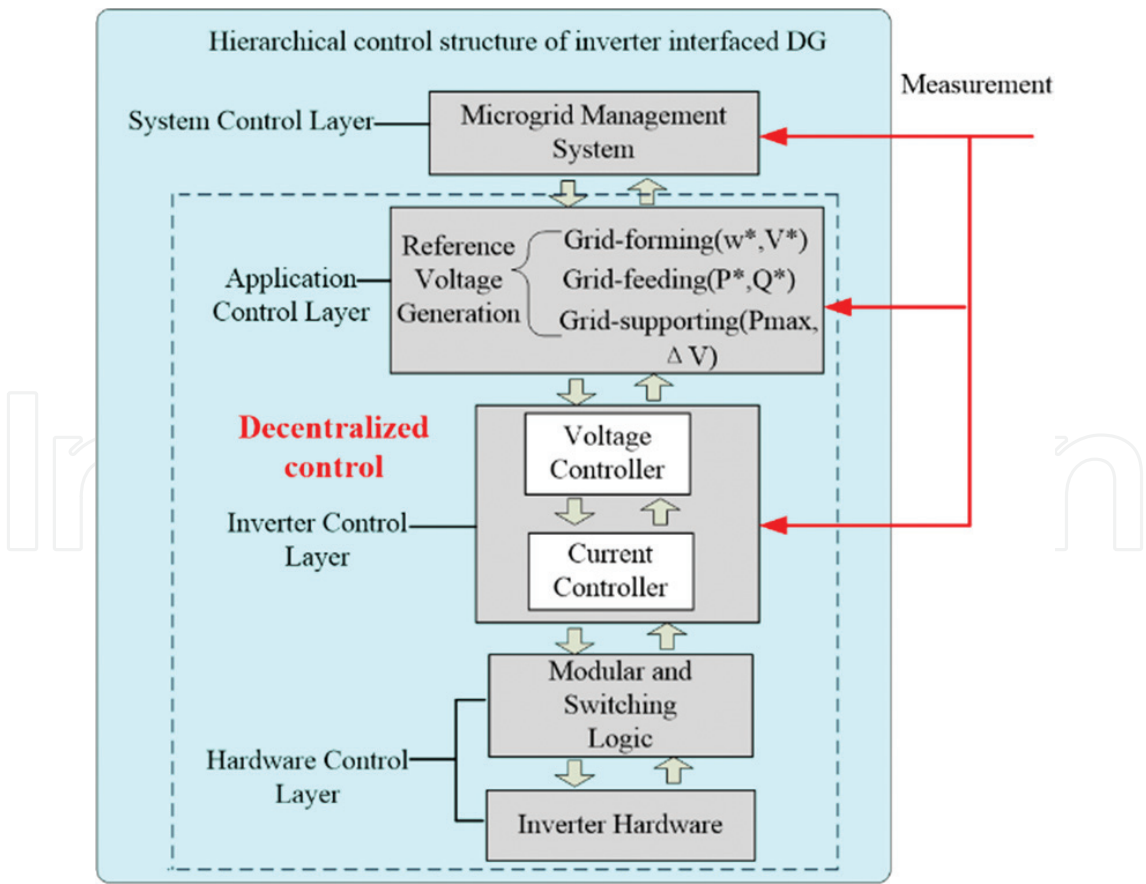 Hierarchical control structure of inverter interfaced DG
Measurement
System Control Layer
Microgrid Management
System
Application
Control Layer
Reference
Voltage
Generation
Grid-forming(w*,V*)
Grid-feeding(P*,Q*)
Grid-supporting(Pmax,
Δ V)
Decentralized
control
Voltage
Controller
Inverter Control
Layer
Current
Controller
Modular and
Switching
Logic
Hardware Control
Layer
Inverter Hardware